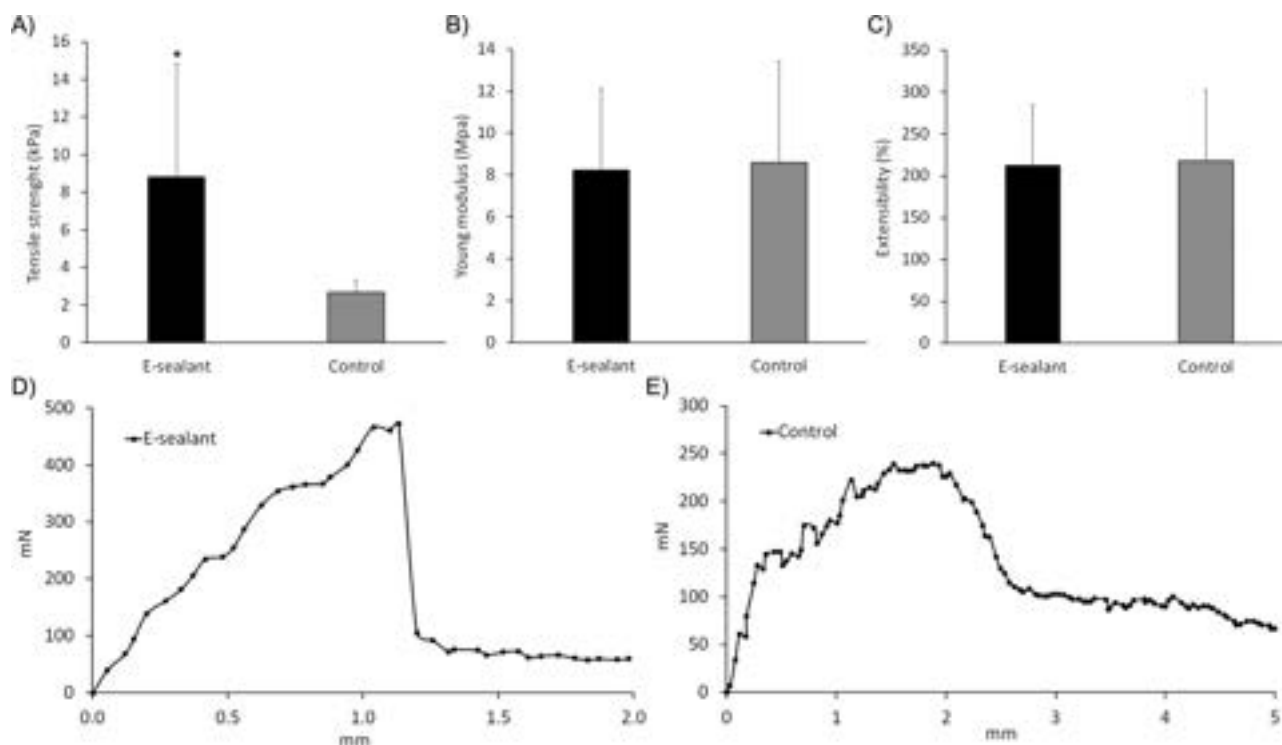 A)
Tensile strenght (kPa)
16
14
12
10
8
6
4
2
0
*
E-sealant Control
B)
Young modulus (Mpa)
14
12
10
8
6
4
2
0
E-sealant Control
C)
Extensibility (%)
350
300
250
200
150
100
50
0
E-sealant Control
D)
mN
500
400
300
200
100
0
E-sealant
0.0 0.5 1.0 1.5 2.0
mm
E)
mN
300
250
200
150
100
50
0
Control
0 1 2 3 4 5
mm